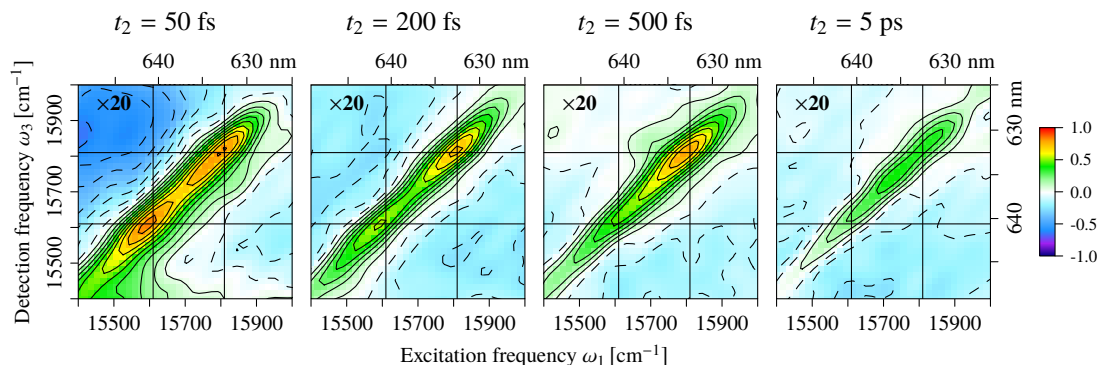 t₂ = 50 fs t₂ = 200 fs t₂ = 500 fs t₂ = 5 ps
640 630 nm 640 630 nm 640 630 nm 640 630 nm
×20 ×20 ×20 ×20
Detection frequency ω₃ [cm⁻¹]
15900
15700
15500
630 nm
640
1.0
0.5
0.0
-0.5
-1.0
15500 15700 15900 15500 15700 15900 15500 15700 15900 15500 15700 15900
Excitation frequency ω₁ [cm⁻¹]